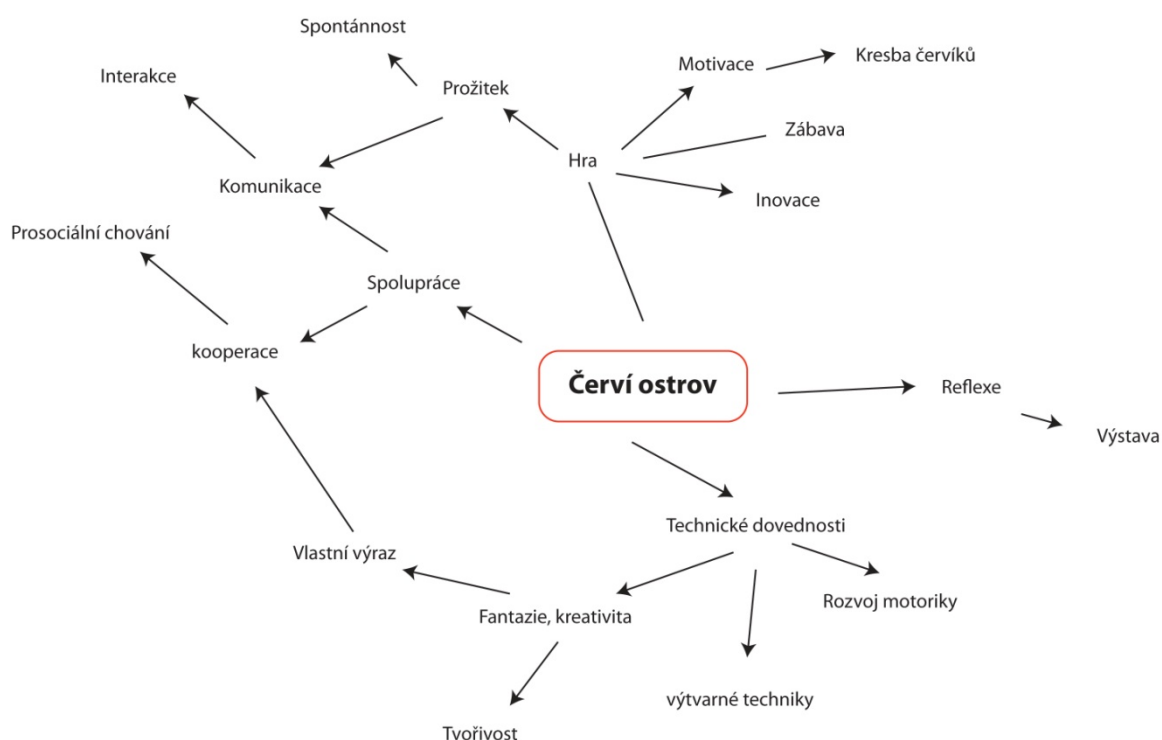 Spontánnost
Motivace
Kresba červíků
Interakce
Prožitek
Zábava
Hra
Komunikace
Inovace
Prosociální chování
Spolupráce
kooperace
Červí ostrov
Reflexe
Výstava
Technické dovednosti
Vlastní výraz
Rozvoj motoriky
Fantazie, kreativita
výtvarné techniky
Tvořivost